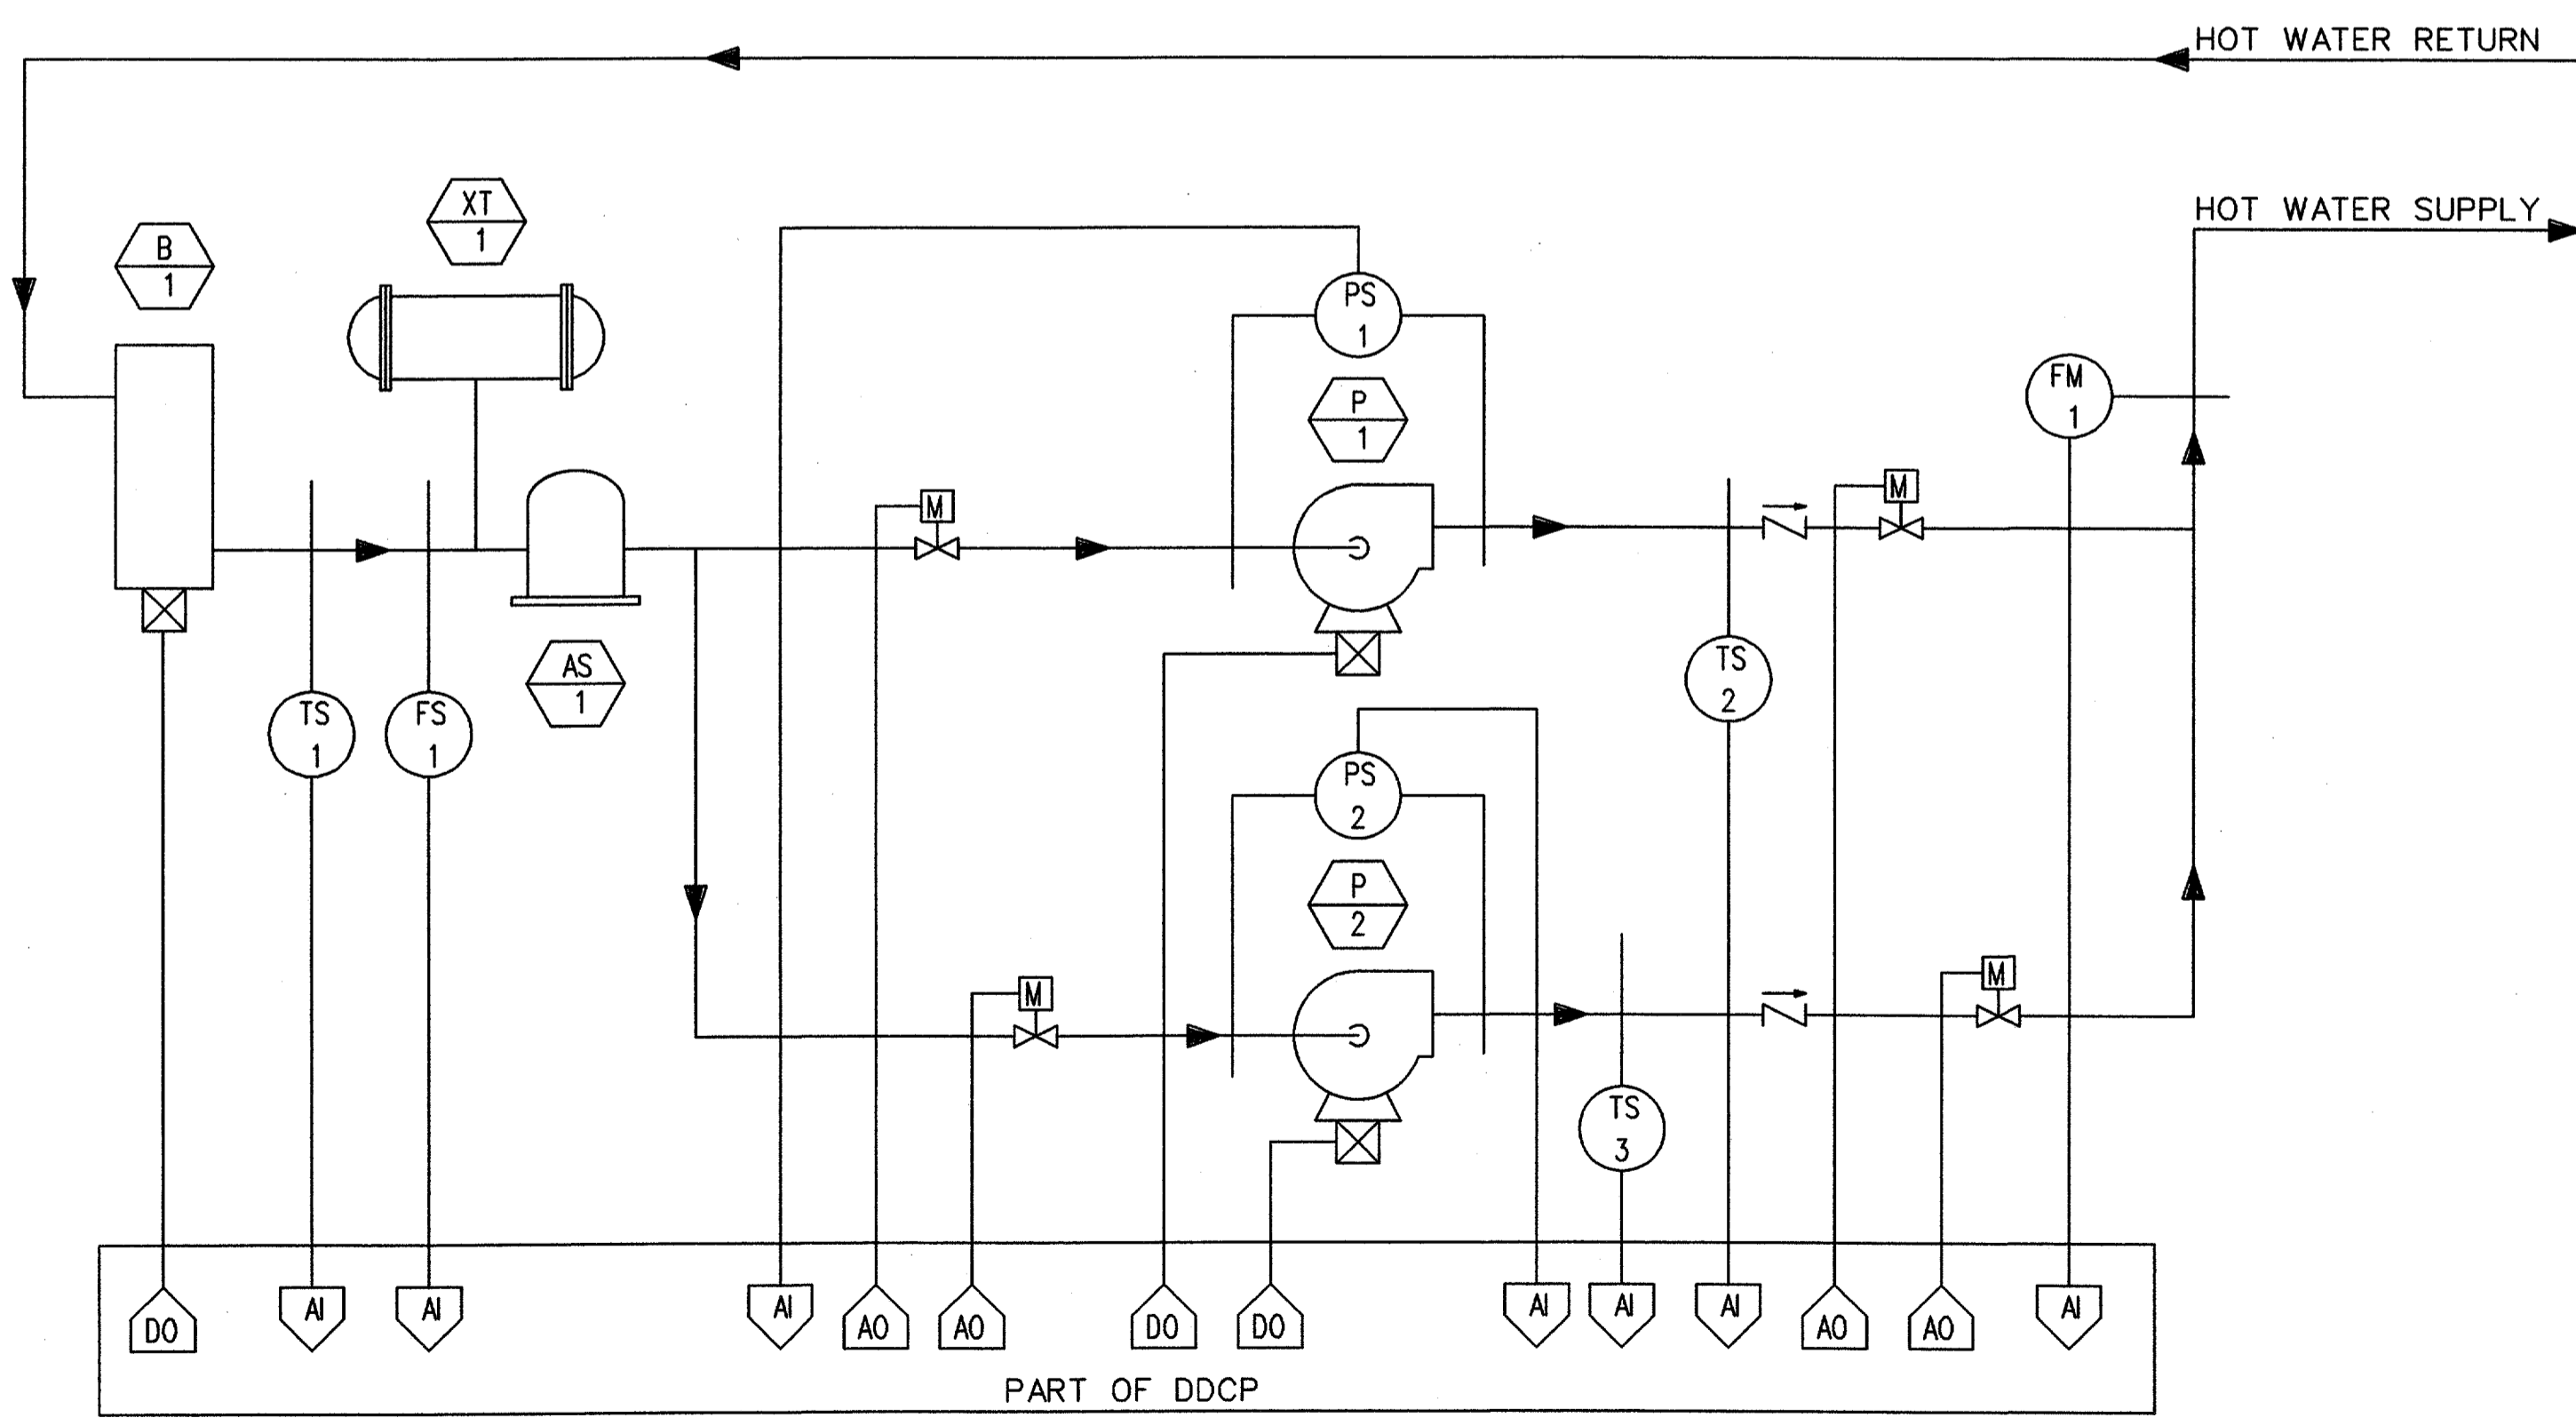 HOT WATER RETURN
HOT WATER SUPPLY
XT
1
B
1
PS
1
FM
1
P
1
M
M
AS
1
TS
2
TS
1
FS
1
PS
2
P
2
M
M
TS
3
DO
AI
AI
AI
AO
AO
DO
DO
AI
AI
AI
AO
AO
AI
PART OF DDCP